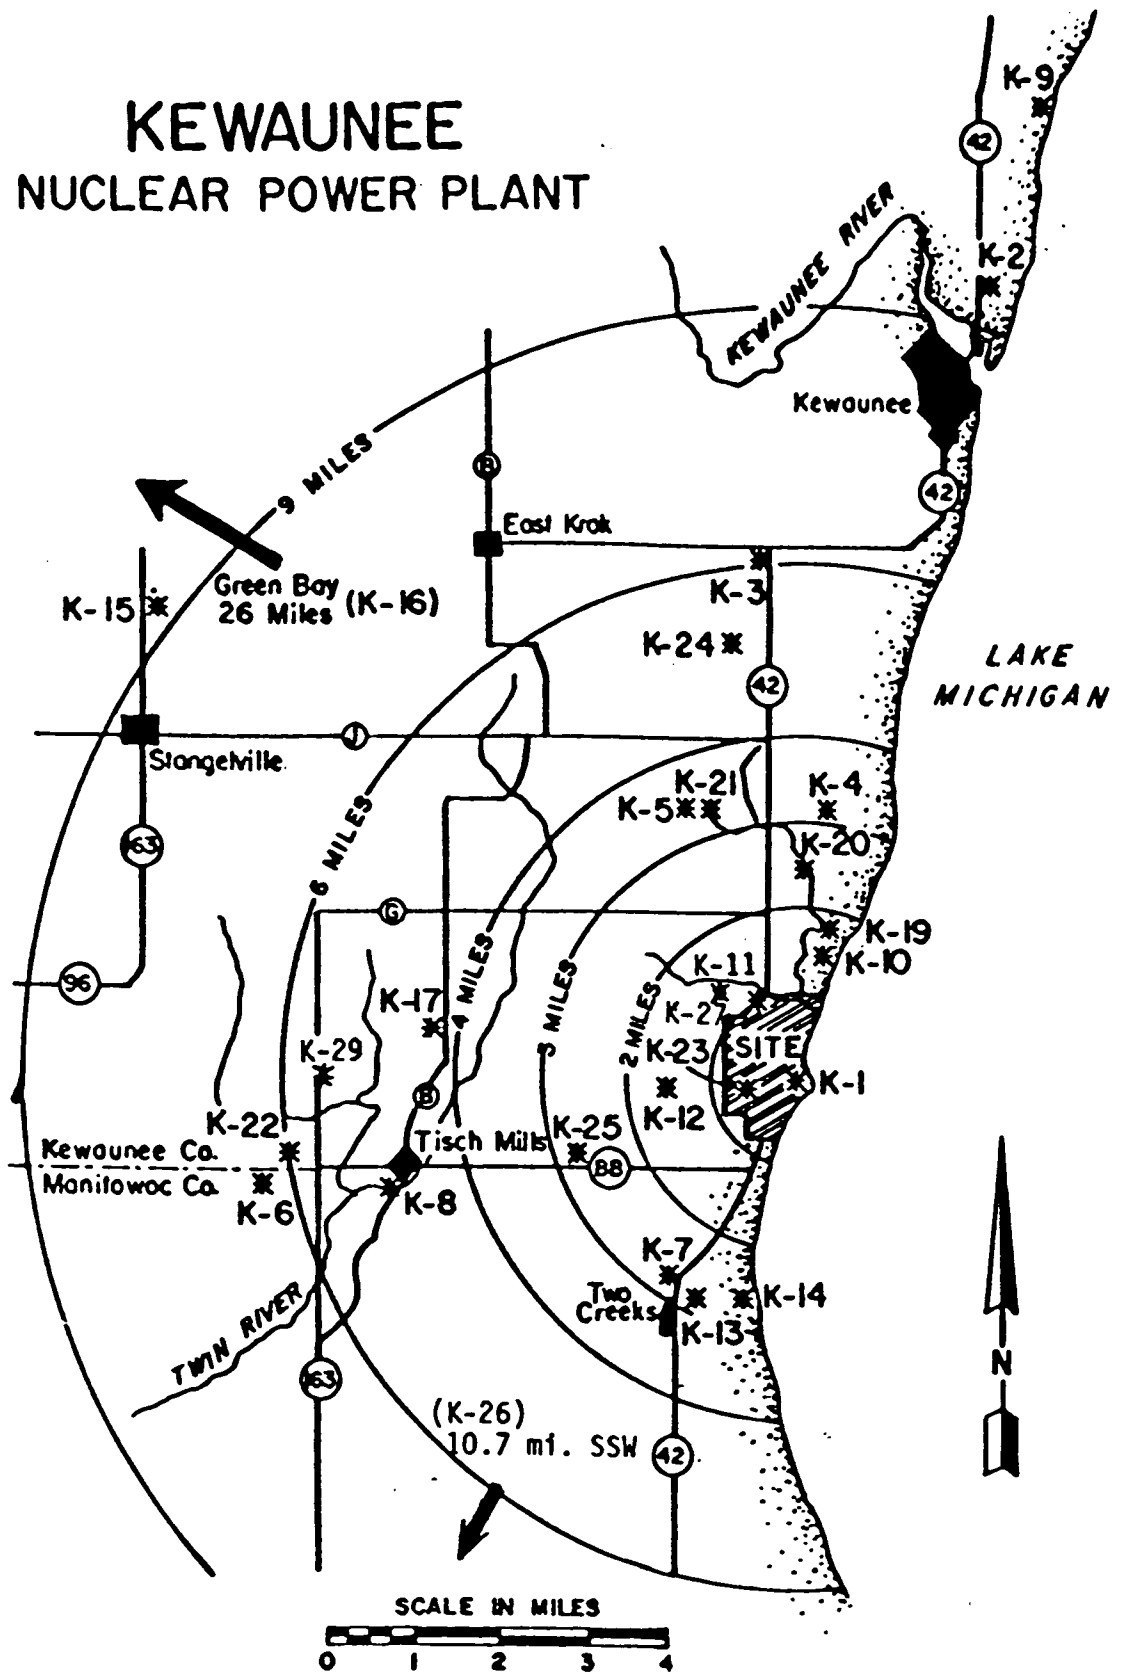 KEWAUNEE
NUCLEAR POWER PLANT
K-9
42
KEWAUNEE RIVER
K-2
Kewaunee
9 MILES
B
42
East Krok
Green Bay
26 Miles (K-16)
K-15
K-3
K-24
42
LAKE
MICHIGAN
J
Stangelville
K-21
K-5
K-4
6 MILES
163
K-20
G
K-19
K-10
4 MILES
K-11
96
3 MILES
2 MILES
K-17
K-27
SITE
K-29
K-23
K-1
B
K-12
K-22
Tisch Mills
K-25
Kewaunee Co.
BB
Manitowoc Co.
K-6
K-8
K-7
Two
Creeks
K-14
K-13
TWIN RIVER
N
163
(K-26)
10.7 mi. SSW
42
SCALE IN MILES
0 1 2 3 4